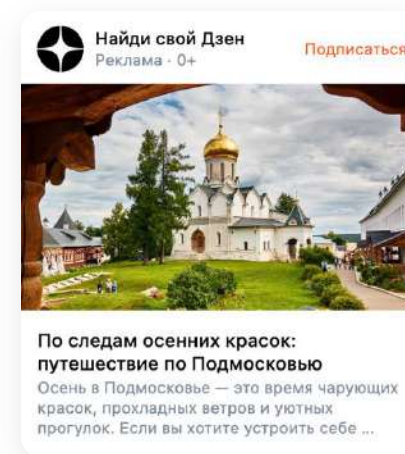 Найди свой Дзен
Реклама · 0+
Подписаться
По следам осенних красок:
путешествие по Подмосковью
Осень в Подмосковье — это время чарующих
красок, прохладных ветров и уютных
прогулок. Если вы хотите устроить себе ...